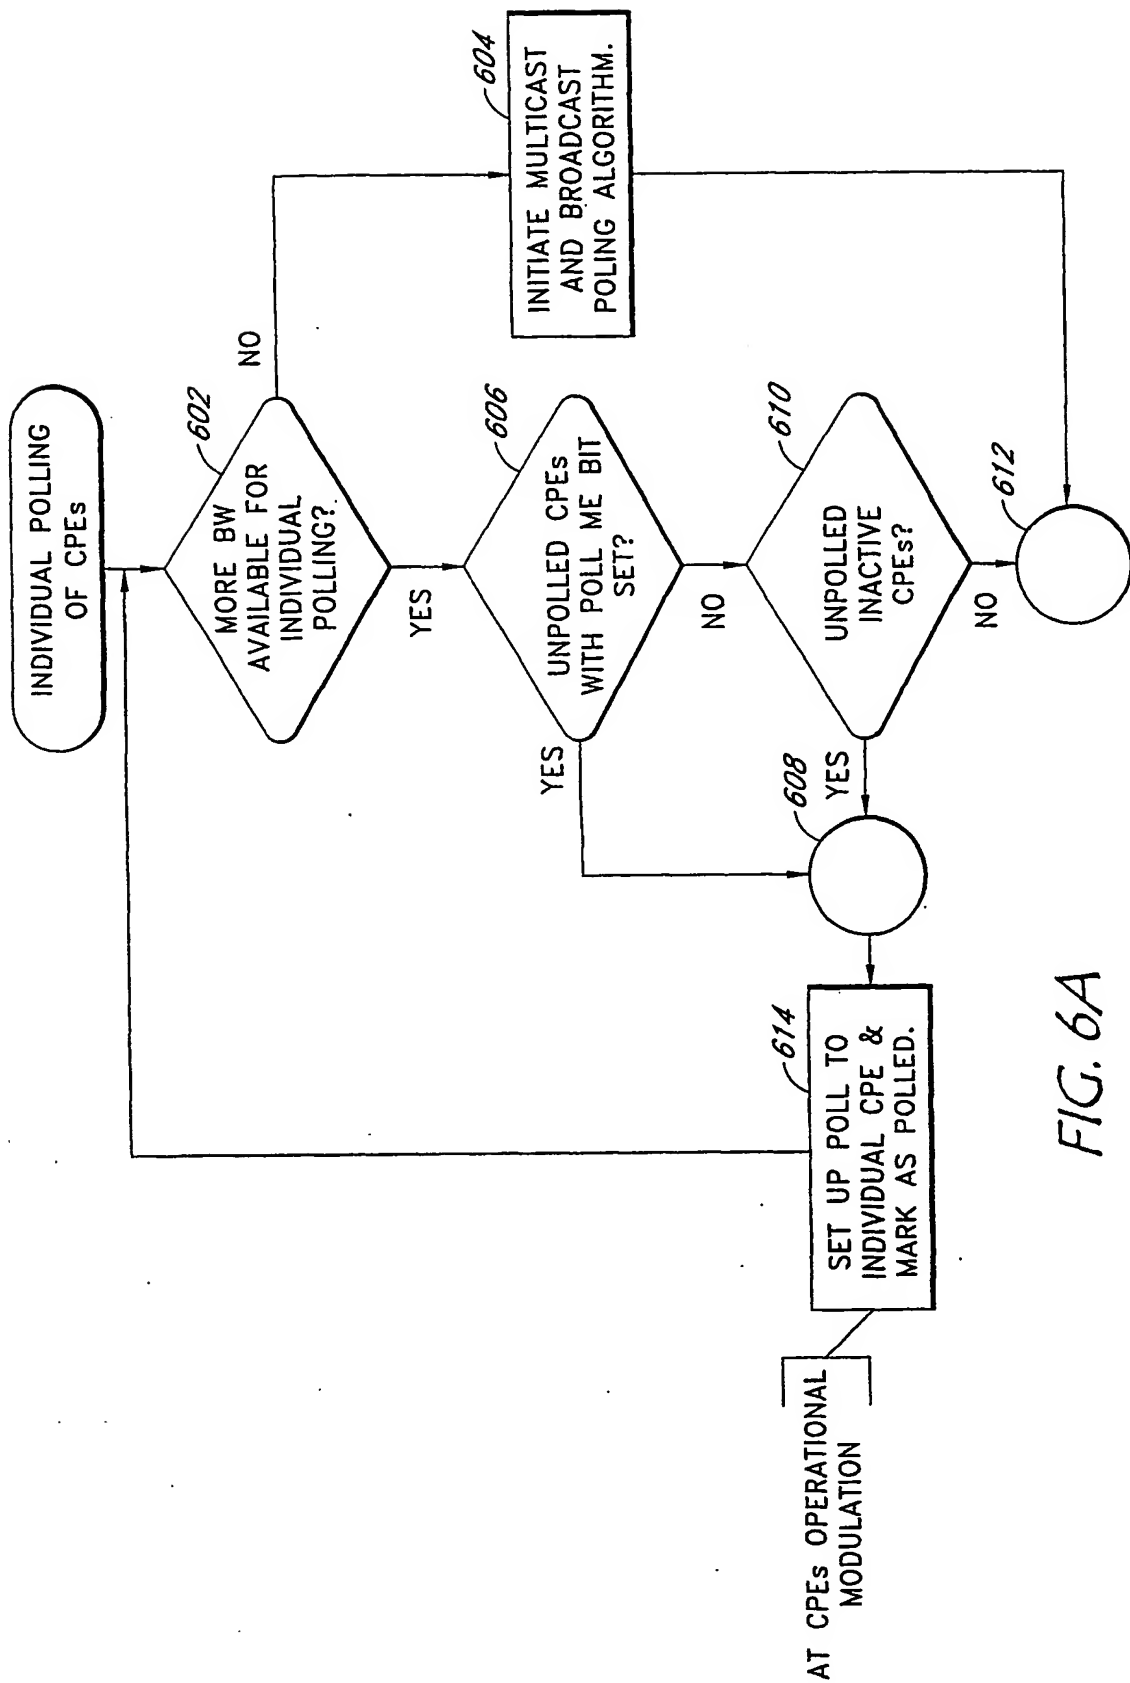 INDIVIDUAL POLLING
OF CPEs
602
MORE BW
AVAILABLE FOR
INDIVIDUAL
POLLING?
NO
604
INITIATE MULTICAST
AND BROADCAST
POLING ALGORITHM.
YES
606
UNPOLLED CPEs
WITH POLL ME BIT
SET?
YES
NO
610
UNPOLLED
INACTIVE
CPEs?
YES
NO
608
612
614
SET UP POLL TO
INDIVIDUAL CPE &
MARK AS POLLED.
AT CPEs OPERATIONAL
MODULATION
FIG. 6A